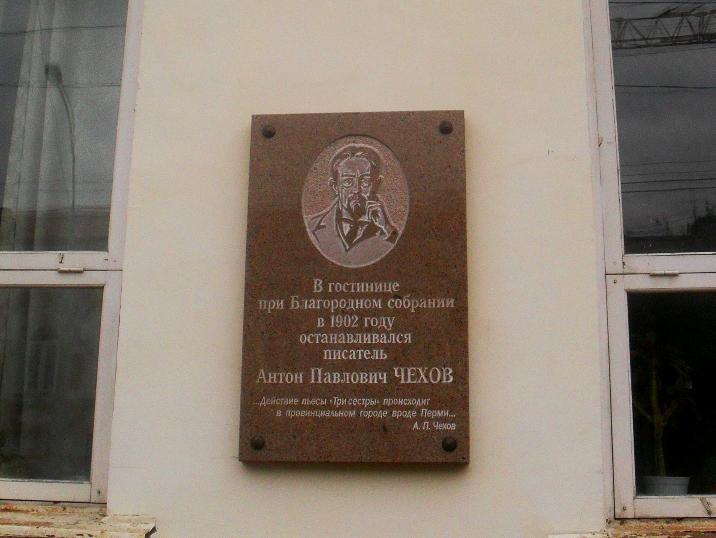 В гостинице
при Благородном собрании
в 1902 году
останавливался
писатель
Антон Павлович ЧЕХОВ
...Действие пьесы «Три сестры» происходит
в провинциальном городе вроде Перми...
А. П. Чехов